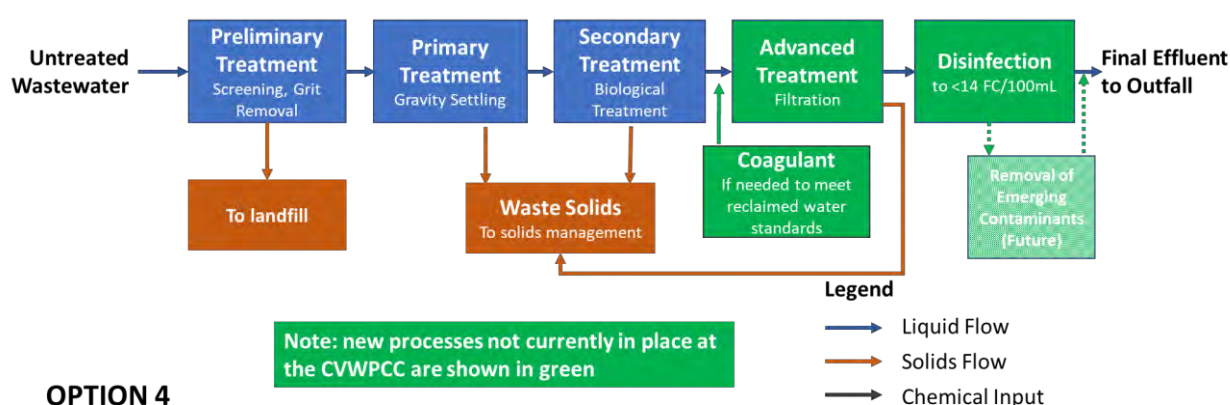 Untreated
Wastewater
Preliminary
Treatment
Screening, Grit
Removal
Primary
Treatment
Gravity Settling
Secondary
Treatment
Biological
Treatment
Advanced
Treatment
Filtration
Disinfection
to <14 FC/100mL
Final Effluent
to Outfall
To landfill
Waste Solids
To solids management
Coagulant
If needed to meet
reclaimed water
standards
Removal of
Emerging
Contaminants
(Future)
Legend
Liquid Flow
Solids Flow
Chemical Input
Note: new processes not currently in place at
the CVWPCC are shown in green
OPTION 4